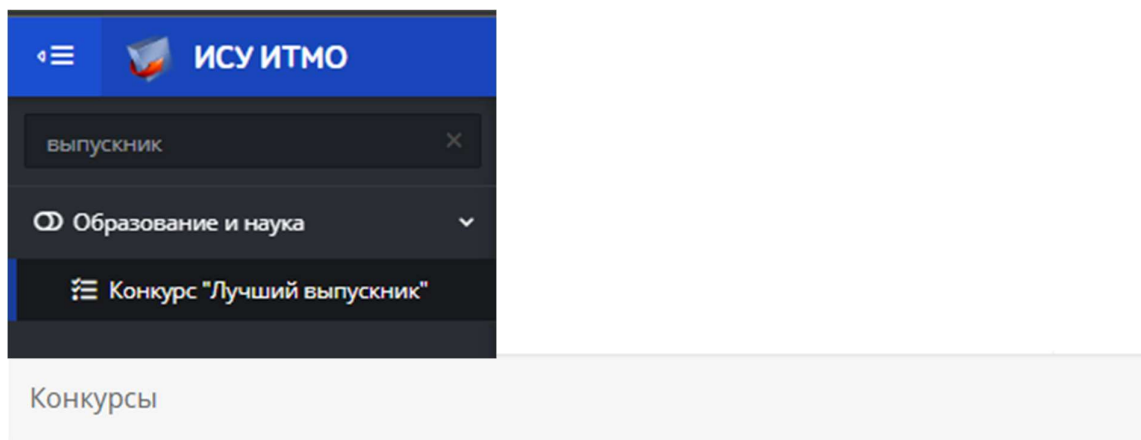 ИСУ ИТМО
выпускник
Образование и наука
Конкурс "Лучший выпускник"
Конкурсы